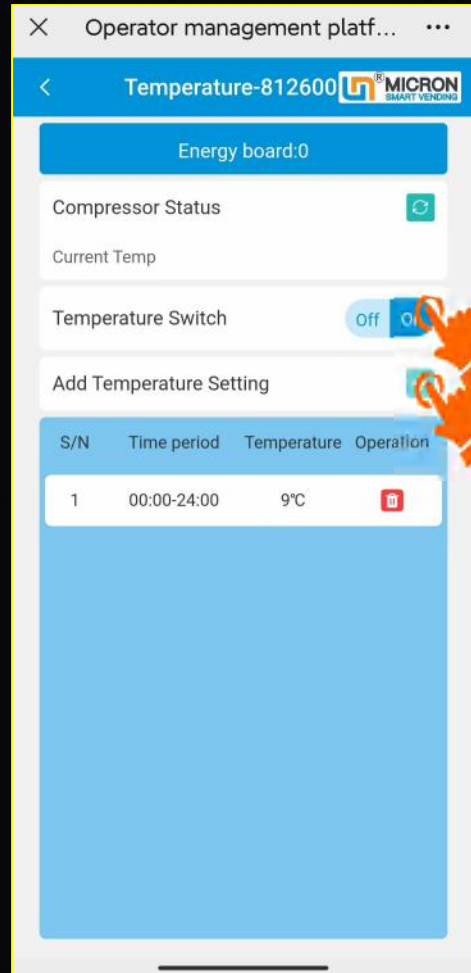 Operator management platf...
Temperature-812600
MICRON
SMART VENDING
Energy board:0
Compressor Status
Current Temp
Temperature Switch
Off
Add Temperature Setting
S/N Time period Temperature Operation
1 00:00-24:00 9℃